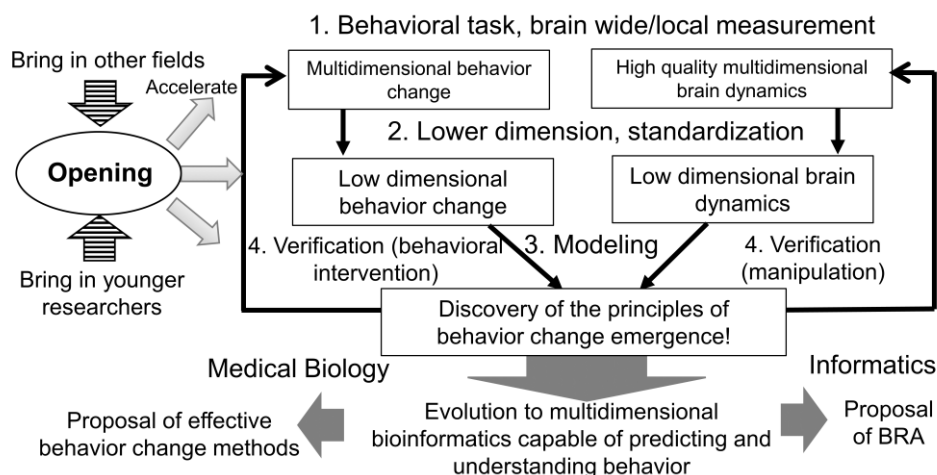 1. Behavioral task, brain wide/local measurement
Bring in other fields
Accelerate
Opening
Bring in younger
researchers
Multidimensional behavior
change
High quality multidimensional
brain dynamics
2. Lower dimension, standardization
Low dimensional
behavior change
Low dimensional brain
dynamics
4. Verification (behavioral
intervention)
3. Modeling
4. Verification
(manipulation)
Discovery of the principles of
behavior change emergence!
Medical Biology
Informatics
Proposal of effective
behavior change methods
Evolution to multidimensional
bioinformatics capable of predicting and
understanding behavior
Proposal
of BRA